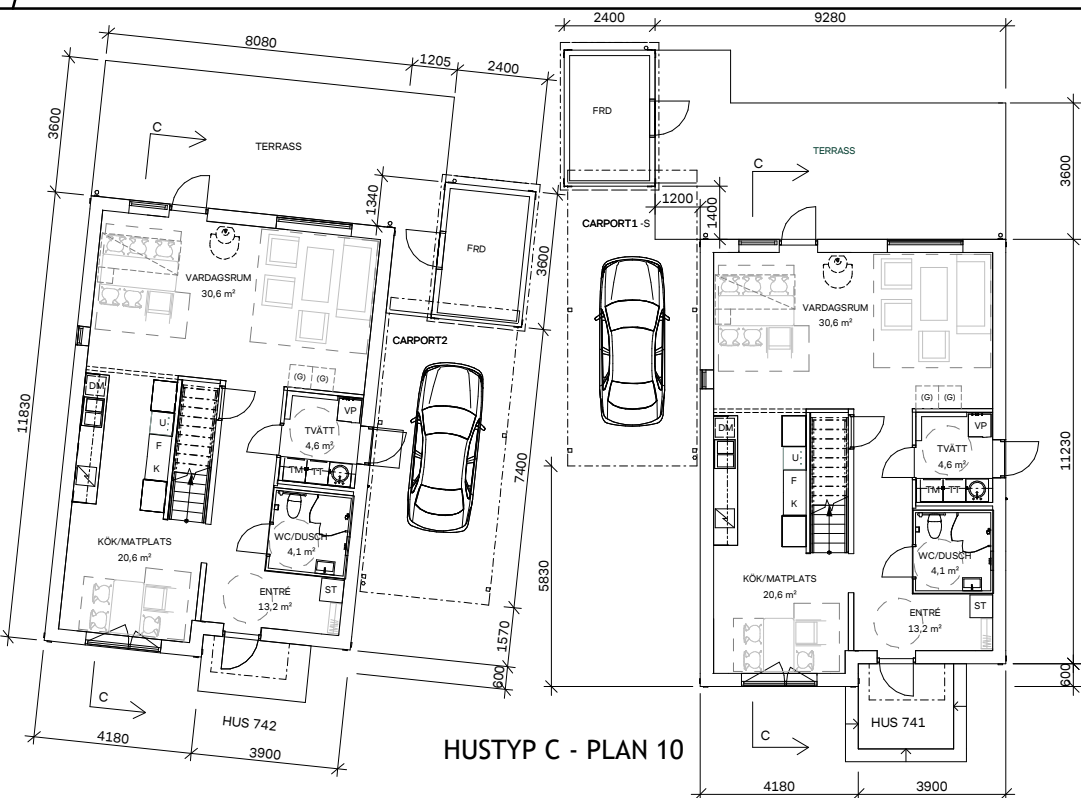 8080
1205
2400
3600
C
TERRASS
1340
FRD
3600
VARDAGSRUM
30,6 m²
CARPORT2
(G) (G)
DM
VP
U
F
K
TVÄTT
4,6 m²
TM TT
11830
7400
WC/DUSCH
4,1 m²
KÖK/MATPLATS
20,6 m²
ENTRÉ
13,2 m²
ST
1570
600
C
HUS 742
4180
3900
2400
9280
FRD
C
TERRASS
3600
1200
1400
CARPORT1 -S
VARDAGSRUM
30,6 m²
(G) (G)
DM
VP
U
F
K
TVÄTT
4,6 m²
TM TT
11230
WC/DUSCH
4,1 m²
5830
KÖK/MATPLATS
20,6 m²
ENTRÉ
13,2 m²
ST
600
C
HUS 741
4180
3900
HUSTYP C - PLAN 10